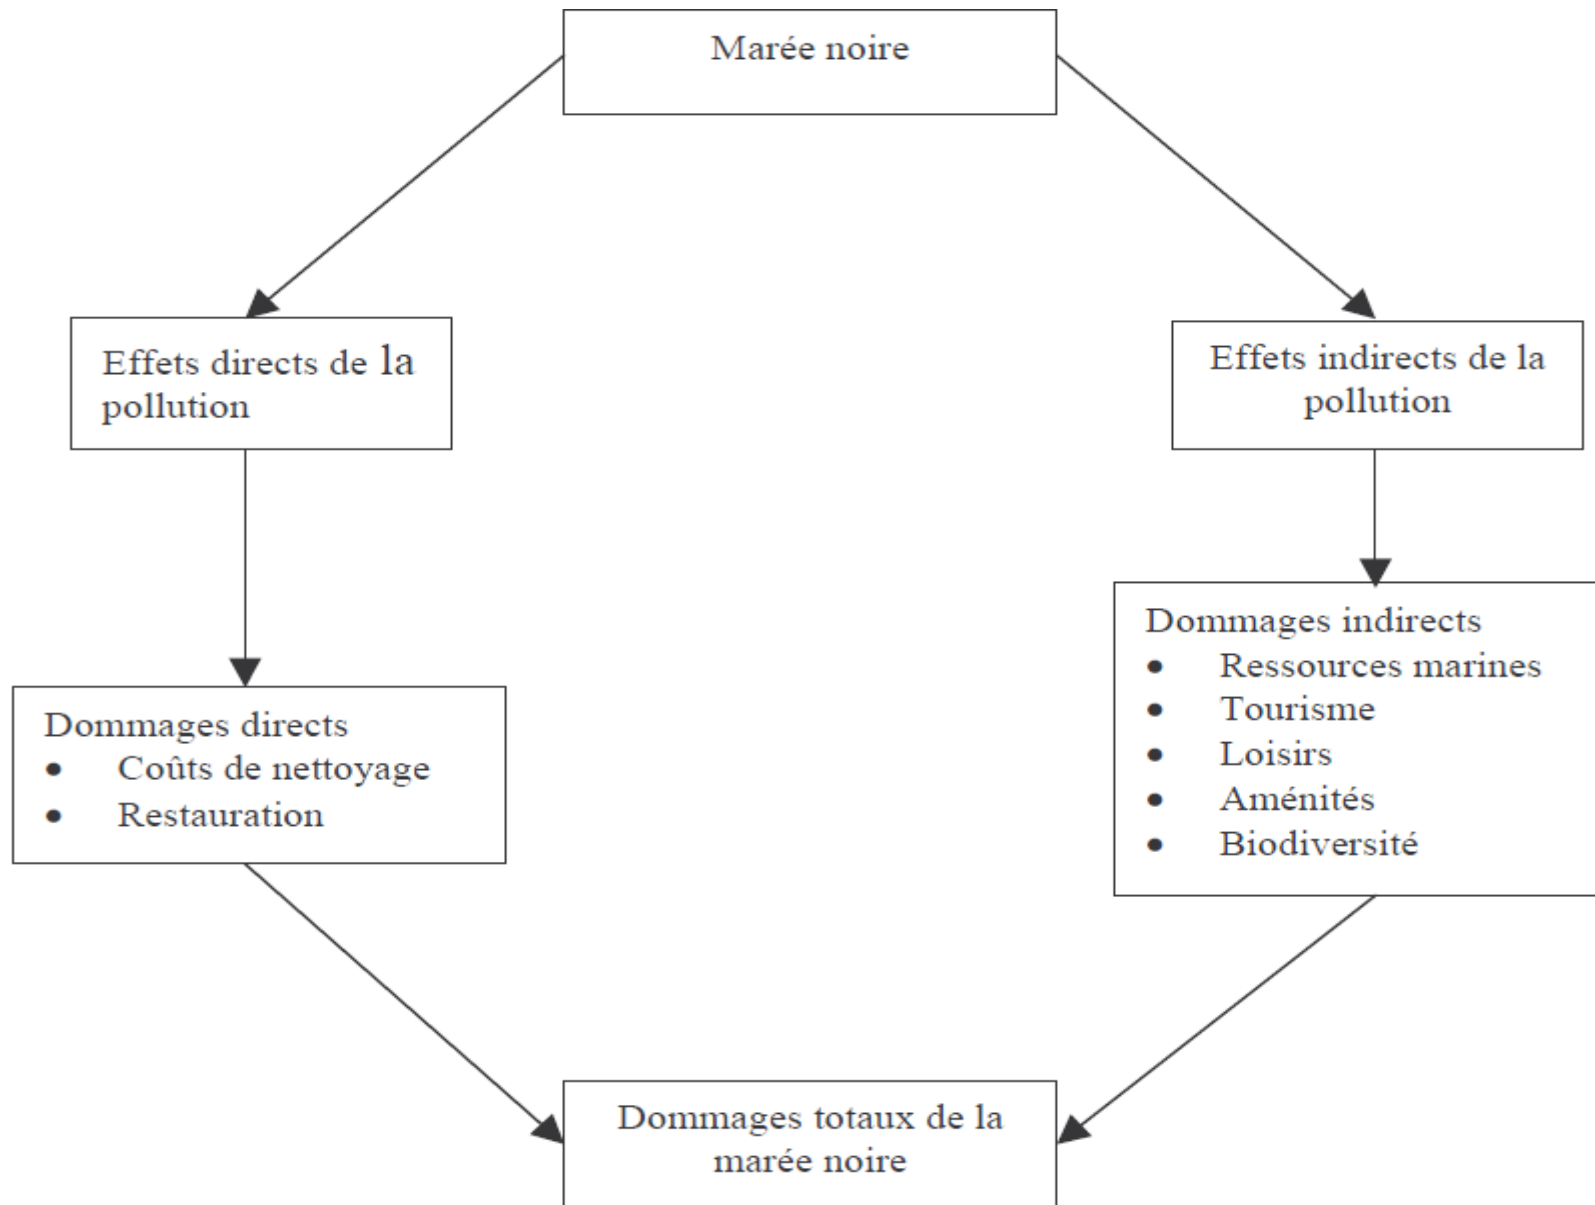 Marée noire
Effets directs de la
pollution
Effets indirects de la
pollution
Dommages directs
• Coûts de nettoyage
• Restauration
Dommages indirects
• Ressources marines
• Tourisme
• Loisirs
• Aménités
• Biodiversité
Dommages totaux de la
marée noire